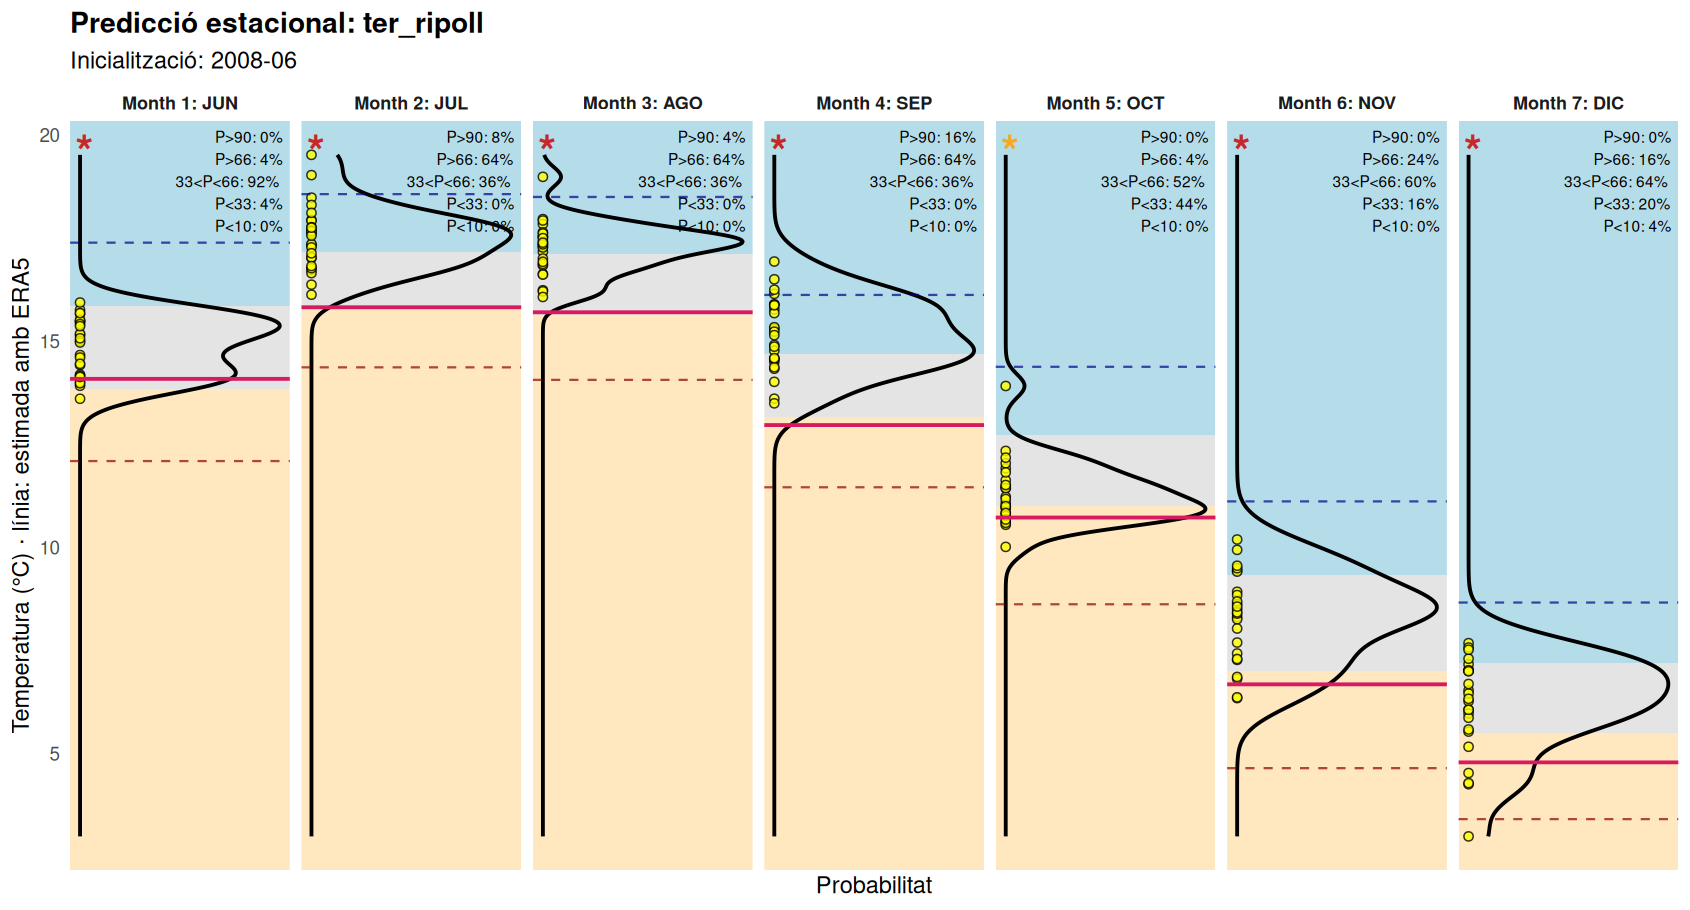 Predicció estacional: ter_ripoll
Inicialització: 2008-06
Month 1: JUN
Month 2: JUL
Month 3: AGO
Month 4: SEP
Month 5: OCT
Month 6: NOV
Month 7: DIC
Temperatura (°C) · línia: estimada amb ERA5
20
15
10
5
*
P>90: 0%
P>66: 4%
33<P<66: 92%
P<33: 4%
P<10: 0%
*
P>90: 8%
P>66: 64%
33<P<66: 36%
P<33: 0%
P<10: 0%
*
P>90: 4%
P>66: 64%
33<P<66: 36%
P<33: 0%
P<10: 0%
*
P>90: 16%
P>66: 64%
33<P<66: 36%
P<33: 0%
P<10: 0%
*
P>90: 0%
P>66: 4%
33<P<66: 52%
P<33: 44%
P<10: 0%
*
P>90: 0%
P>66: 24%
33<P<66: 60%
P<33: 16%
P<10: 0%
*
P>90: 0%
P>66: 16%
33<P<66: 64%
P<33: 20%
P<10: 4%
Probabilitat